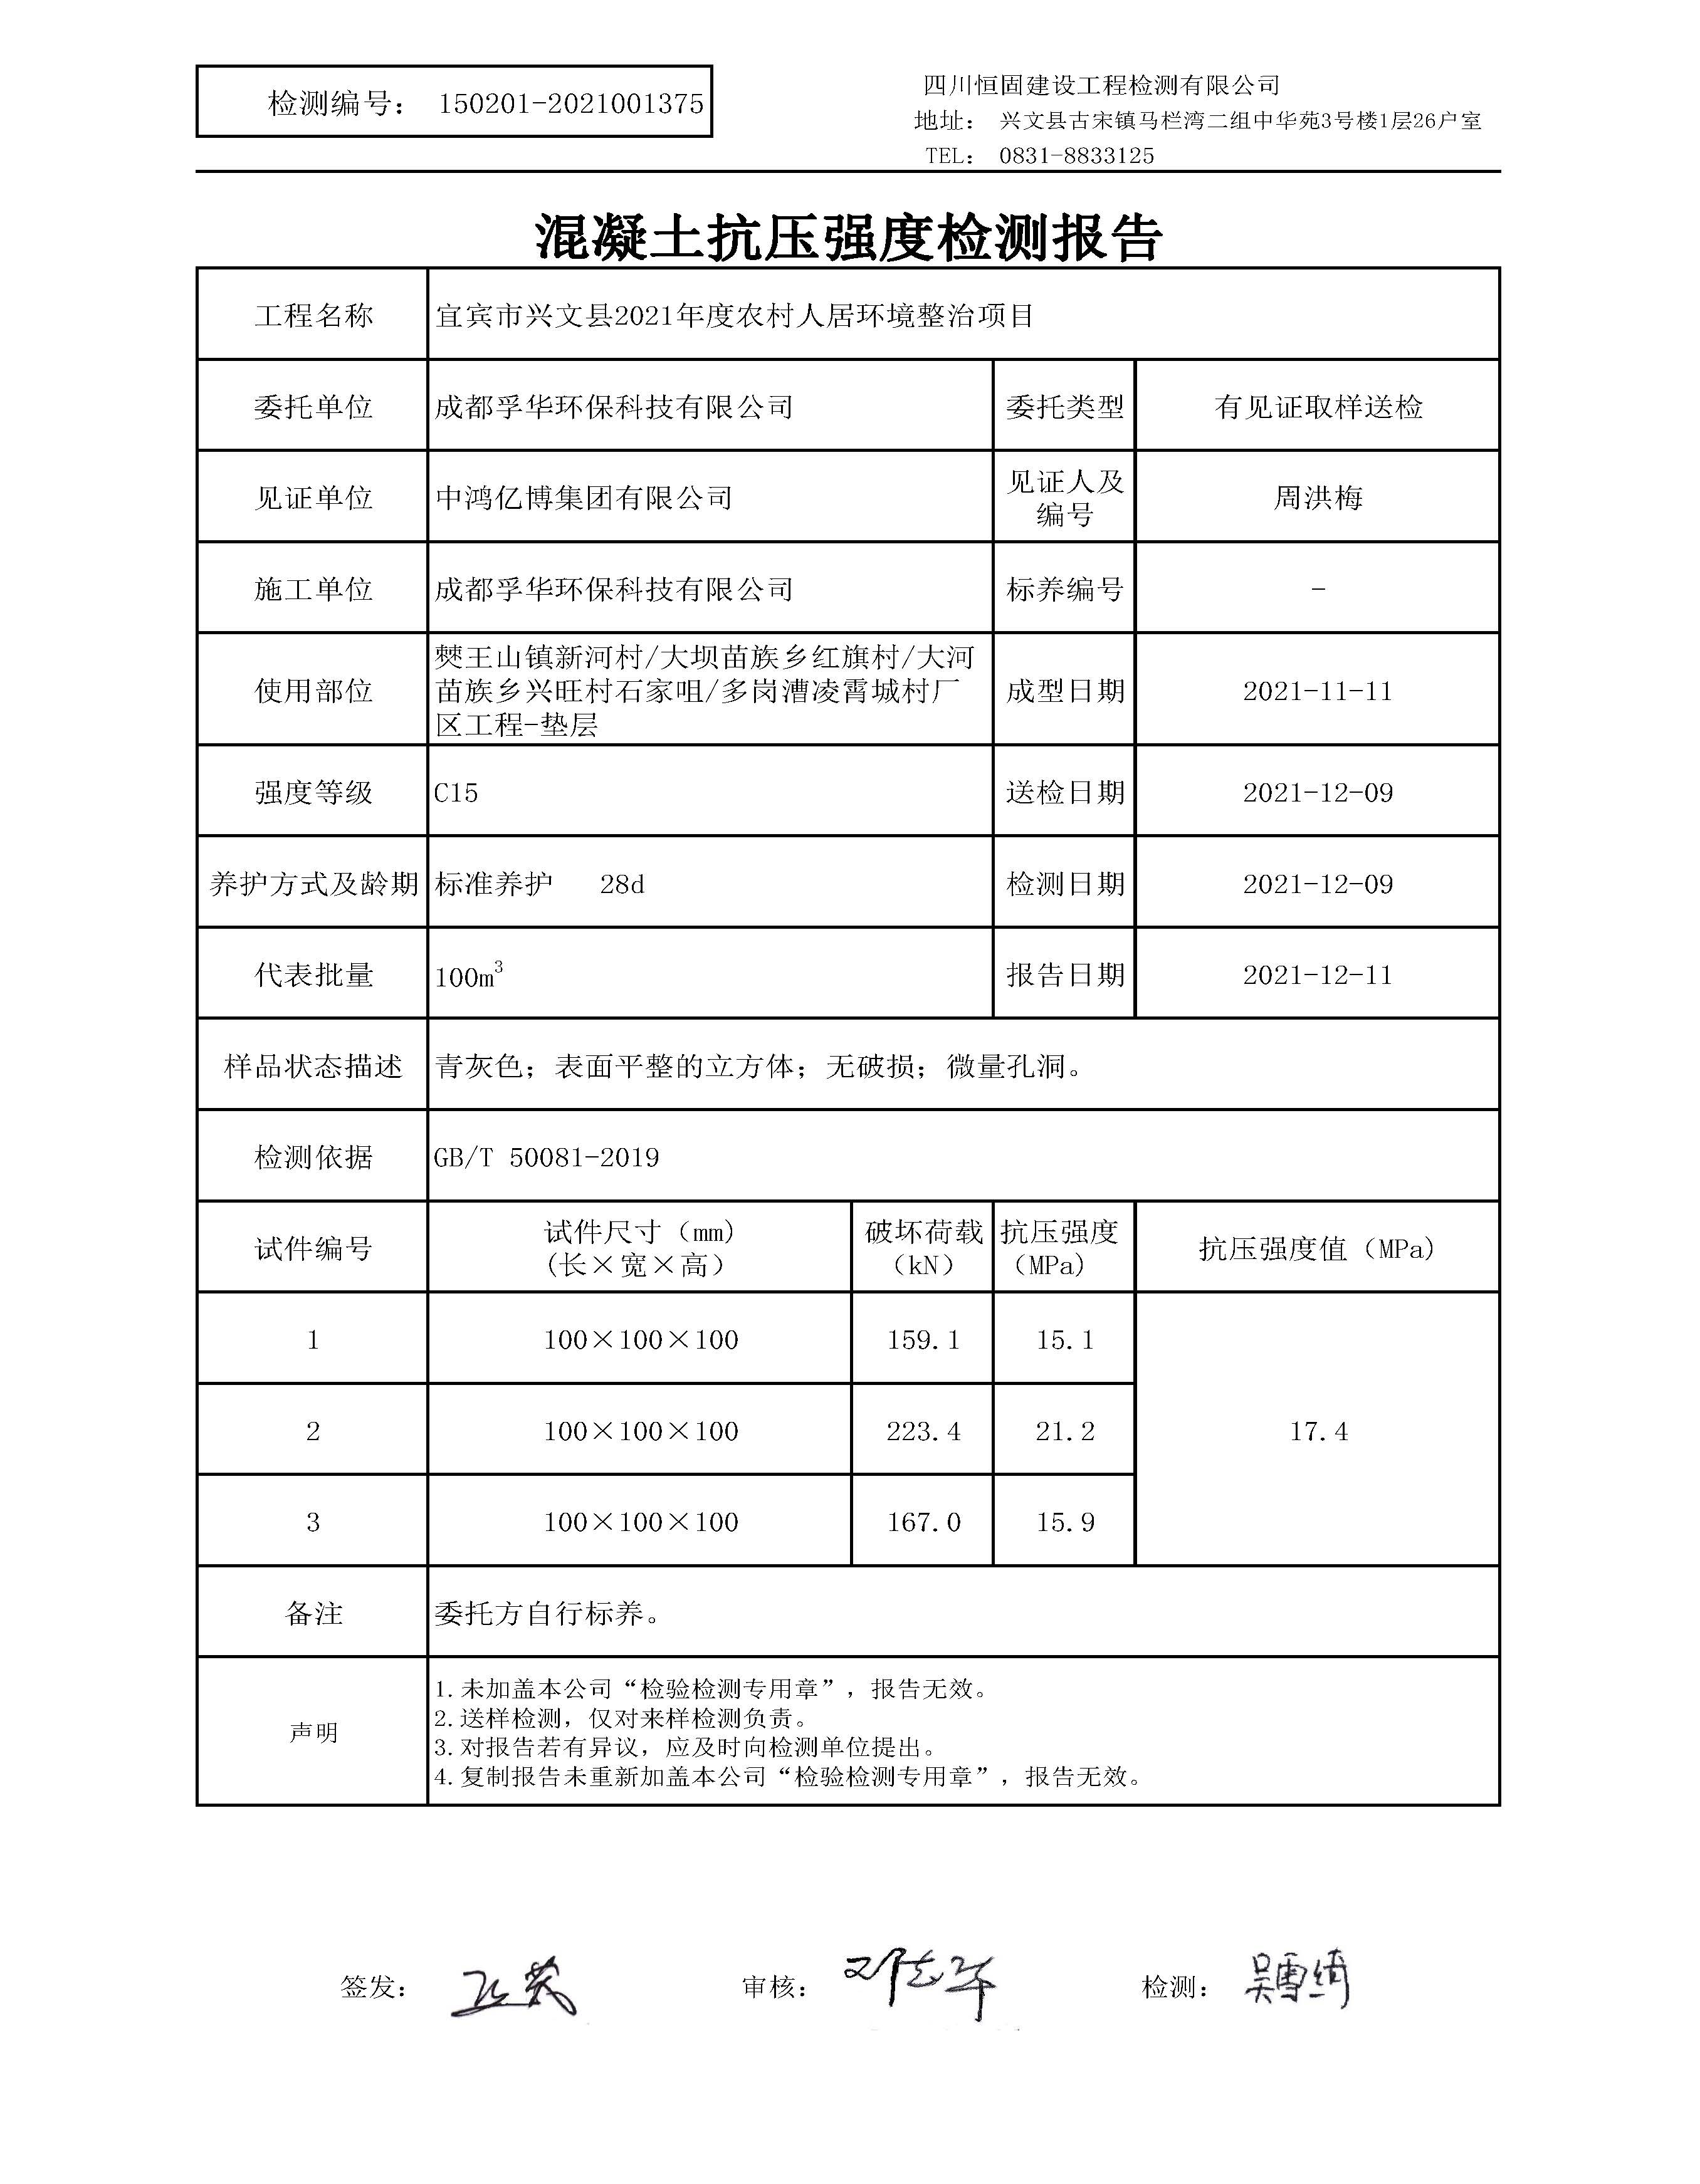 检测编号： 150201-2021001375
四川恒固建设工程检测有限公司
地址： 兴文县古宋镇马栏湾二组中华苑3号楼1层26户室
TEL： 0831-8833125
混凝土抗压强度检测报告
工程名称 宜宾市兴文县2021年度农村人居环境整治项目
委托单位 成都孚华环保科技有限公司 委托类型 有见证取样送检
见证单位 中鸿亿博集团有限公司 见证人及编号 周洪梅
施工单位 成都孚华环保科技有限公司 标养编号 -
使用部位
僰王山镇新河村/大坝苗族乡红旗村/大河
苗族乡兴旺村石家咀/多岗漕凌霄城村厂
区工程-垫层
成型日期 2021-11-11
强度等级 C15 送检日期 2021-12-09
养护方式及龄期 标准养护 28d 检测日期 2021-12-09
代表批量 100m³ 报告日期 2021-12-11
样品状态描述 青灰色；表面平整的立方体；无破损；微量孔洞。
检测依据 GB/T 50081-2019
试件编号 试件尺寸（mm) (长×宽×高） 破坏荷载（kN） 抗压强度（MPa) 抗压强度值（MPa)
1 100×100×100 159.1 15.1
2 100×100×100 223.4 21.2 17.4
3 100×100×100 167.0 15.9
备注 委托方自行标养。
声明
1.未加盖本公司“检验检测专用章”，报告无效。
2.送样检测，仅对来样检测负责。
3.对报告若有异议，应及时向检测单位提出。
4.复制报告未重新加盖本公司“检验检测专用章”，报告无效。
签发： 审核： 邓志华 检测： 吴雪绮